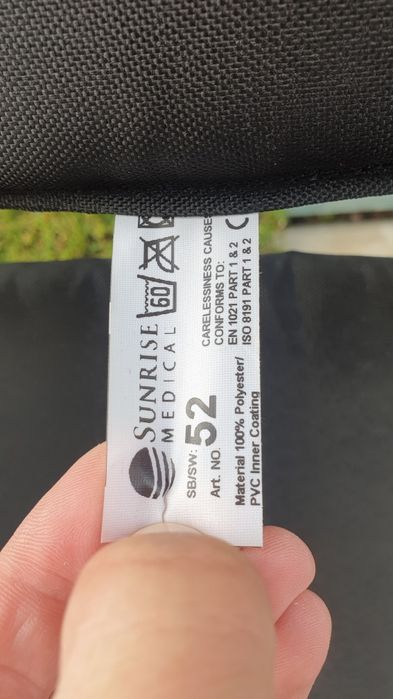 SUNRISE
MEDICAL
60
SB/SW: 52
Art. NO.
CARELESSINESS CAUSE
CONFORMS TO:
EN 1021 PART 1 & 2
ISO 8191 PART 1 & 2
Material 100% Polyester/
PVC Inner Coating